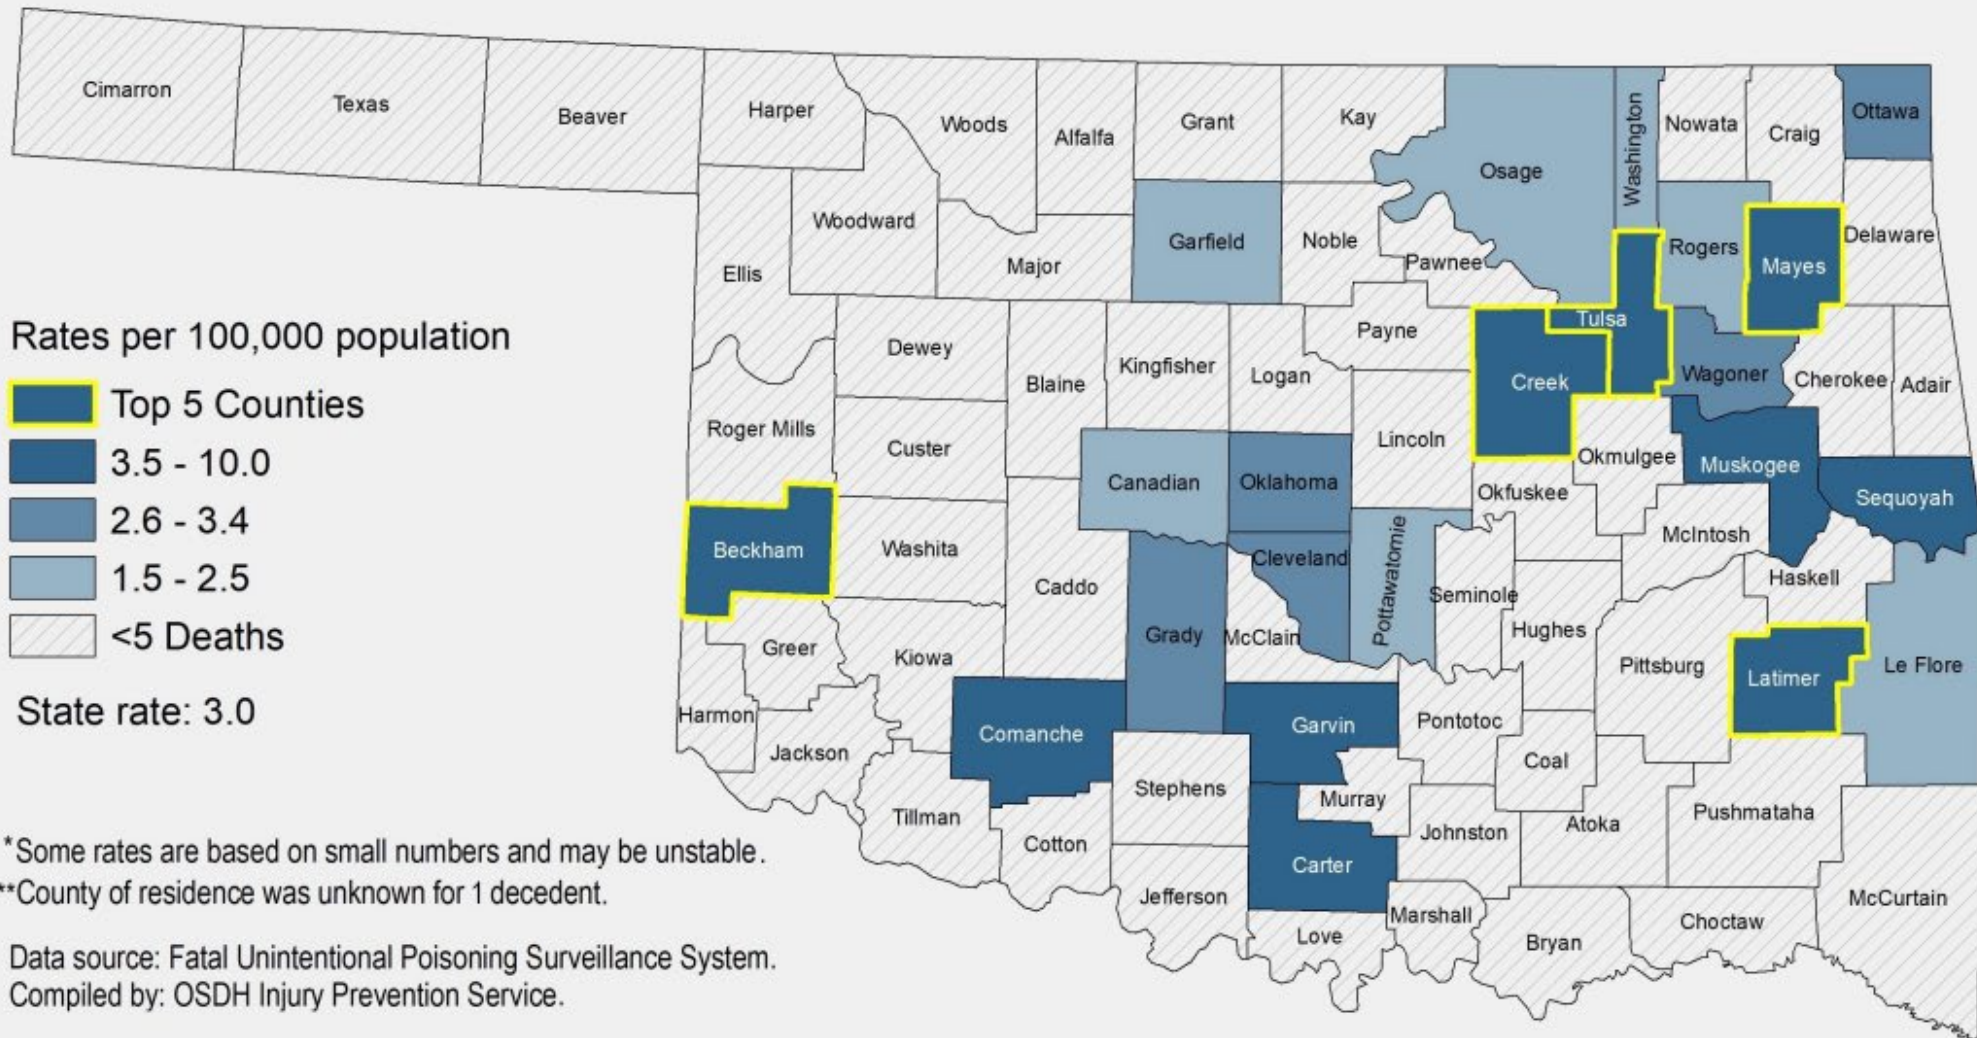 Cimarron
Texas
Beaver
Harper
Woods
Alfalfa
Grant
Kay
Osage
Washington
Nowata
Craig
Ottawa
Ellis
Woodward
Major
Garfield
Noble
Pawnee
Rogers
Mayes
Delaware
Rates per 100,000 population
Top 5 Counties
3.5 - 10.0
2.6 - 3.4
1.5 - 2.5
<5 Deaths
State rate: 3.0
Dewey
Blaine
Kingfisher
Logan
Payne
Tulsa
Creek
Wagoner
Cherokee
Adair
Roger Mills
Custer
Canadian
Oklahoma
Lincoln
Okmulgee
Muskogee
Sequoyah
Okfuskee
Beckham
Washita
Caddo
Cleveland
Pottawatomie
Seminole
McIntosh
Haskell
Greer
Kiowa
Grady
McClain
Hughes
Pittsburg
Latimer
Le Flore
Harmon
Jackson
Comanche
Garvin
Pontotoc
Coal
Tillman
Cotton
Stephens
Murray
Johnston
Atoka
Pushmataha
Carter
Jefferson
Love
Marshall
Bryan
Choctaw
McCurtain
*Some rates are based on small numbers and may be unstable.
**County of residence was unknown for 1 decedent.
Data source: Fatal Unintentional Poisoning Surveillance System.
Compiled by: OSDH Injury Prevention Service.